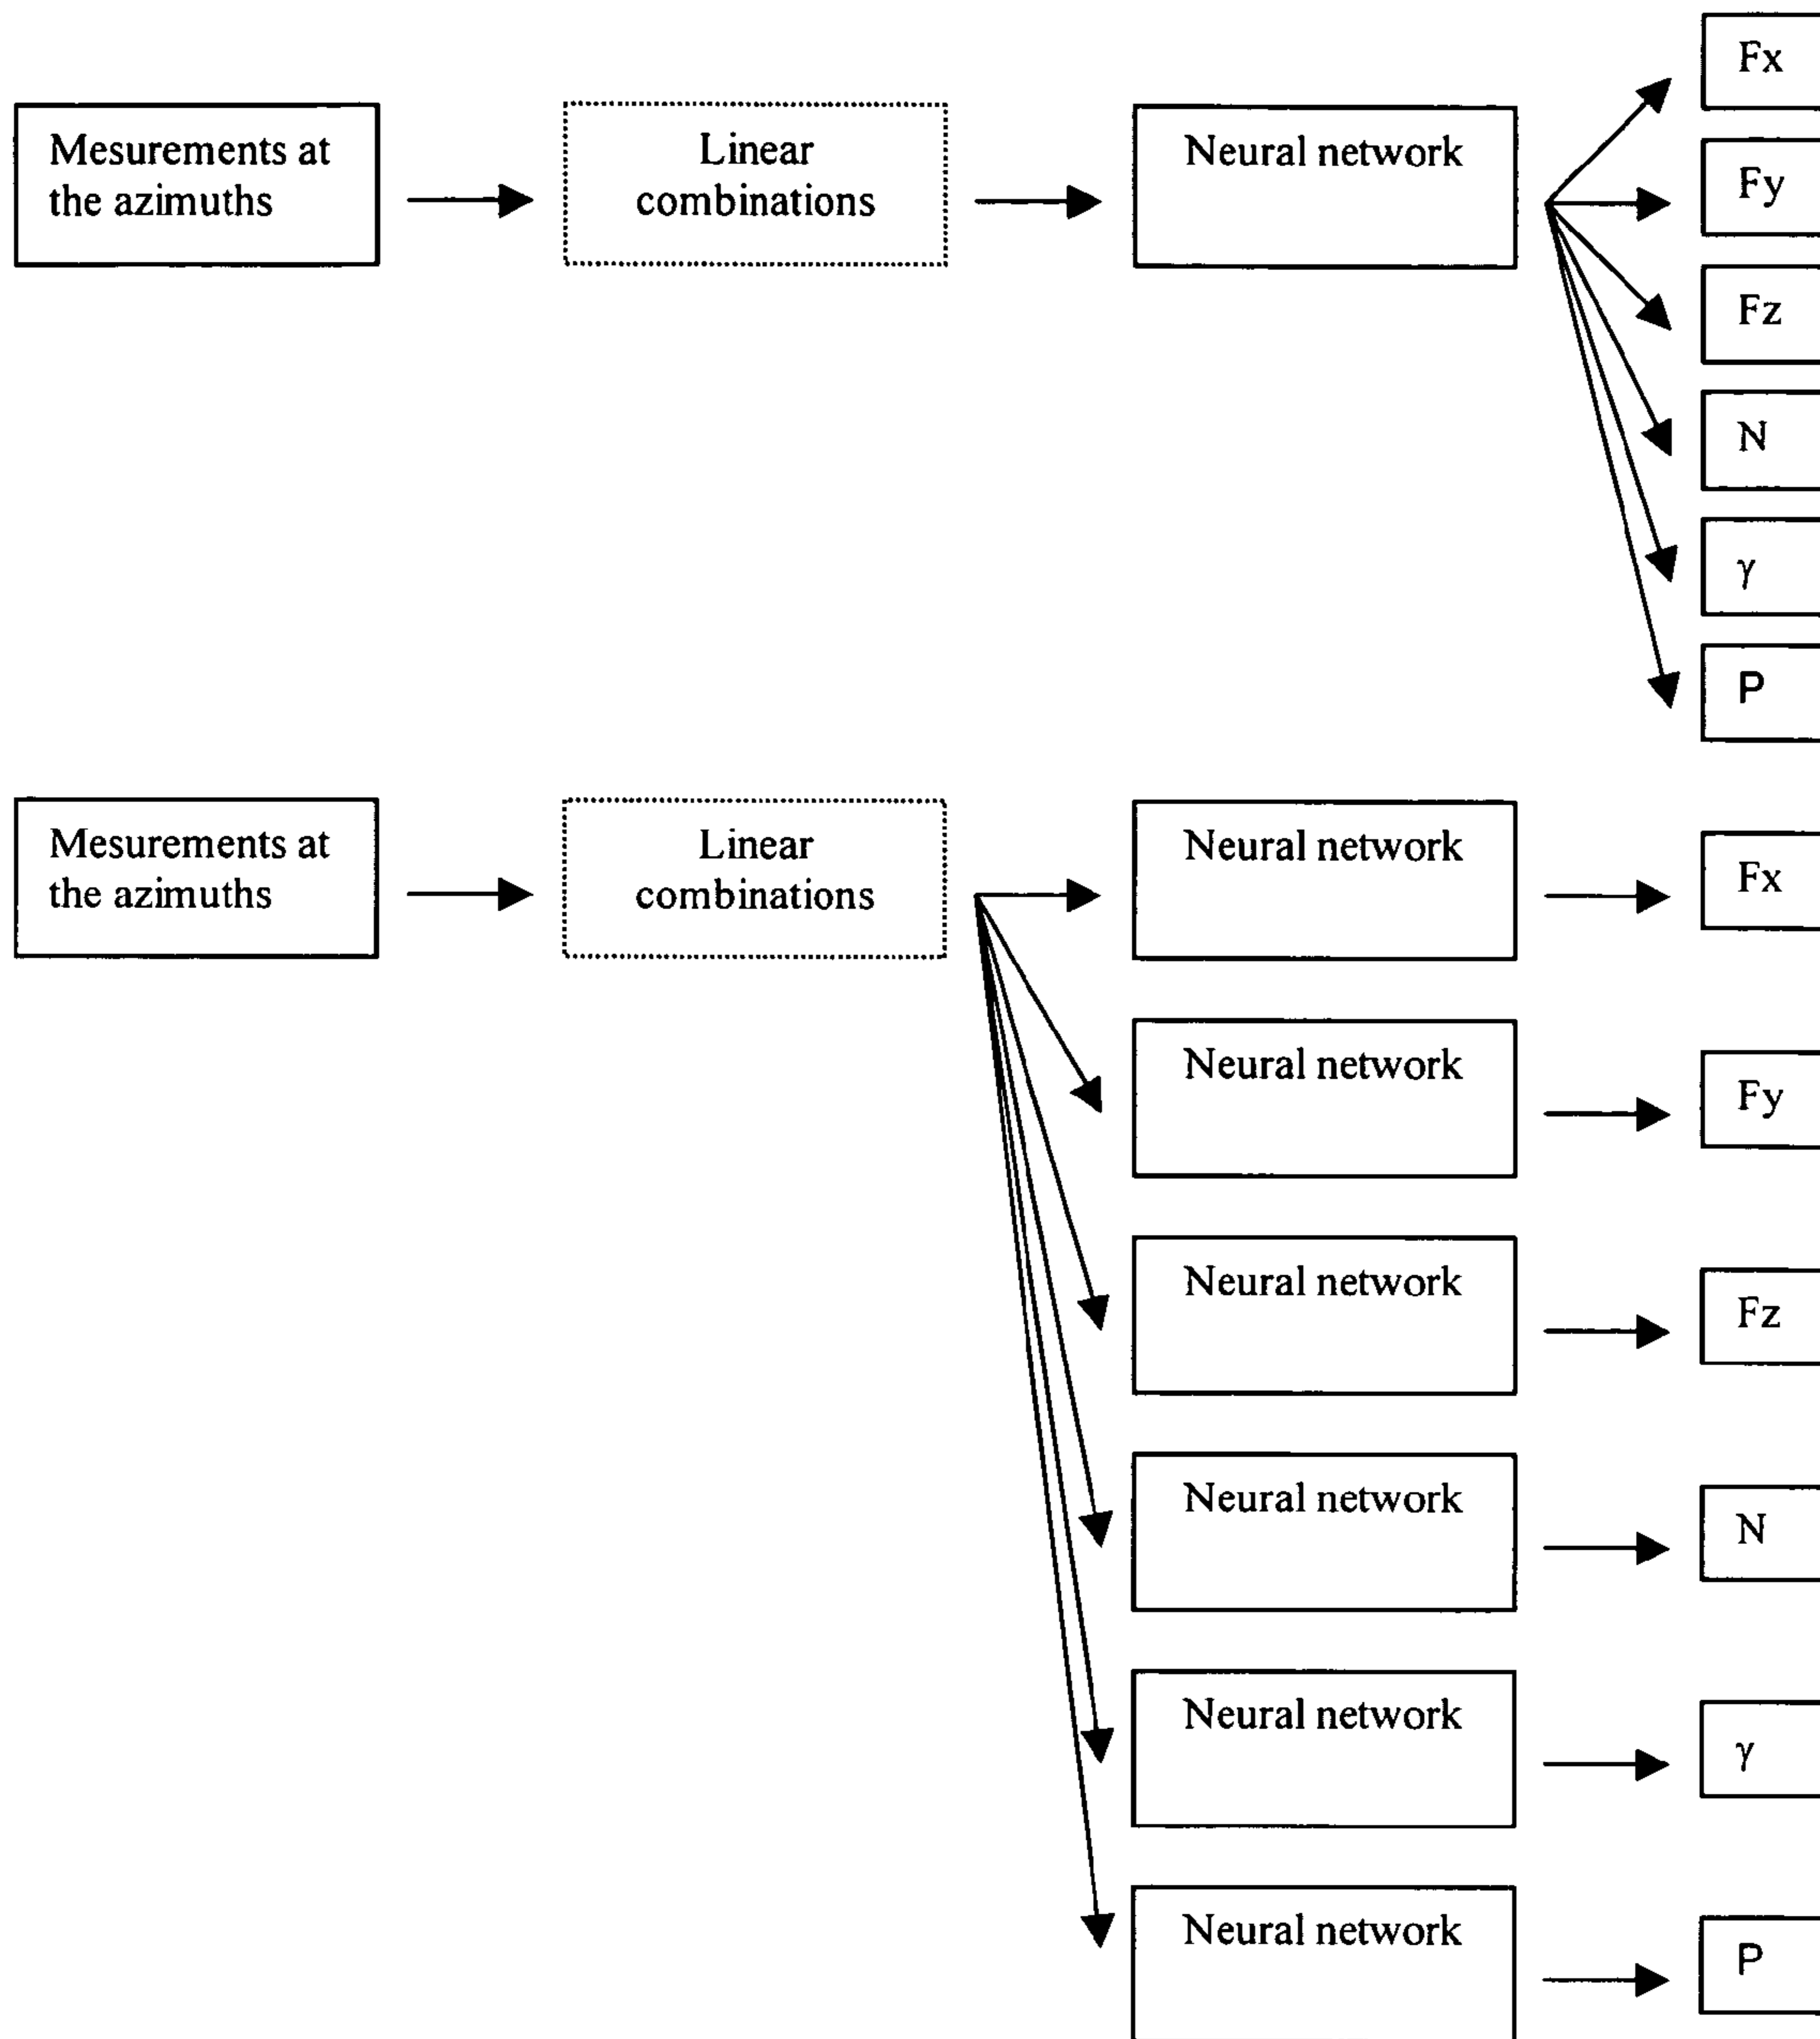 Mesurements at
the azimuths
Linear
combinations
Neural network
Fx
Fy
Fz
N
γ
P
Mesurements at
the azimuths
Linear
combinations
Neural network
Fx
Neural network
Fy
Neural network
Fz
Neural network
N
Neural network
γ
Neural network
P